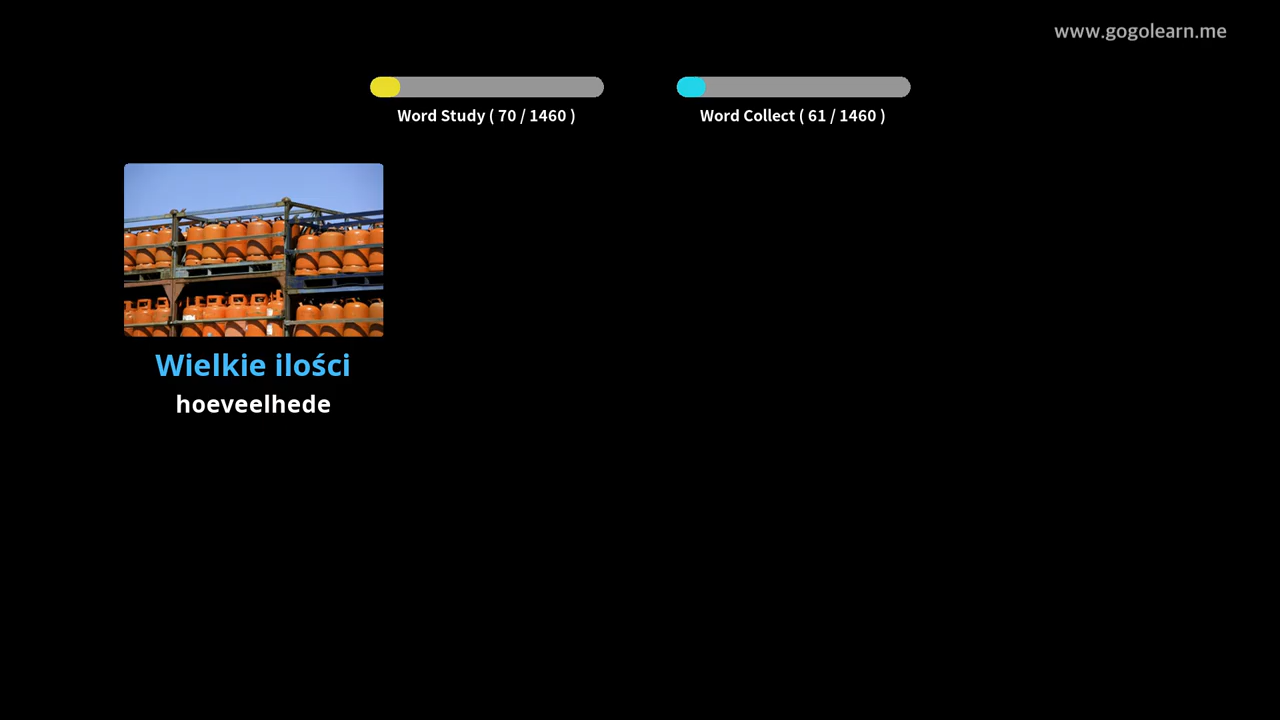 www.gogolearn.me
Word Study ( 70 / 1460 )
Word Collect ( 61 / 1460 )
Wielkie ilości
hoeveelhede